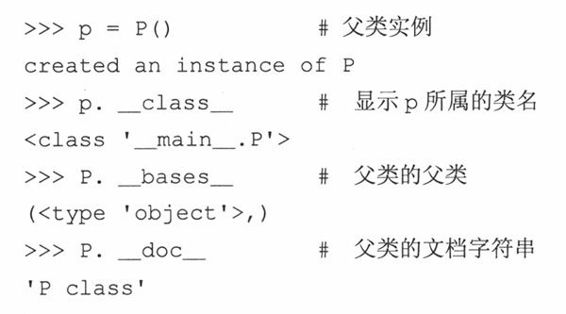 >>> p = P() # 父类实例
created an instance of P
>>> p. __class__ # 显示 p 所属的类名
<class '__main__.P'>
>>> P. __bases__ # 父类的父类
(<type 'object'>,)
>>> P. __doc__ # 父类的文档字符串
'P class'